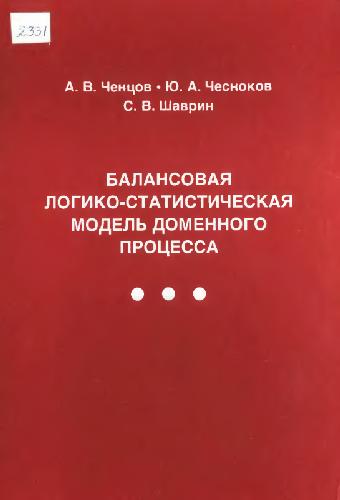 2331
А. В. Ченцов • Ю. А. Чесноков
С. В. Шаврин
БАЛАНСОВАЯ
ЛОГИКО-СТАТИСТИЧЕСКАЯ
МОДЕЛЬ ДОМЕННОГО
ПРОЦЕССА